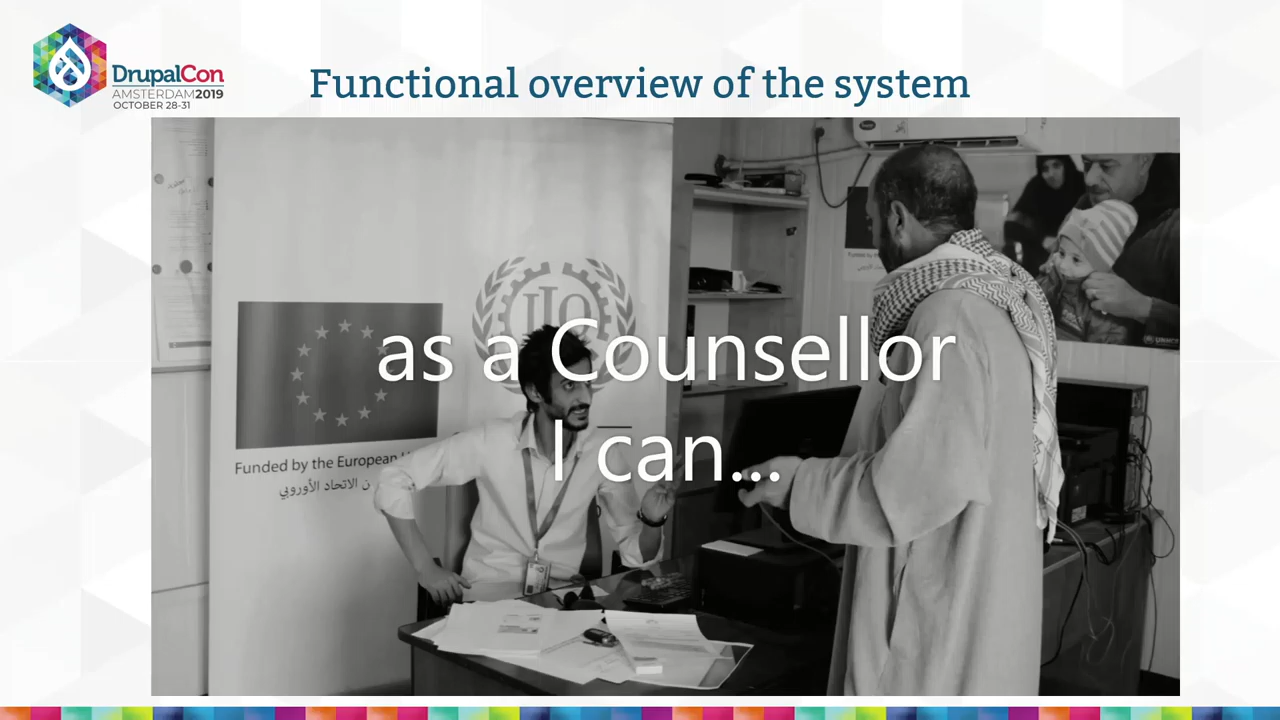 DrupalCon
AMSTERDAM2019
OCTOBER 28-31
Functional overview of the system
as a Counsellor
I can...
ILO
Funded by the European
ن الاتحاد الأوروبي